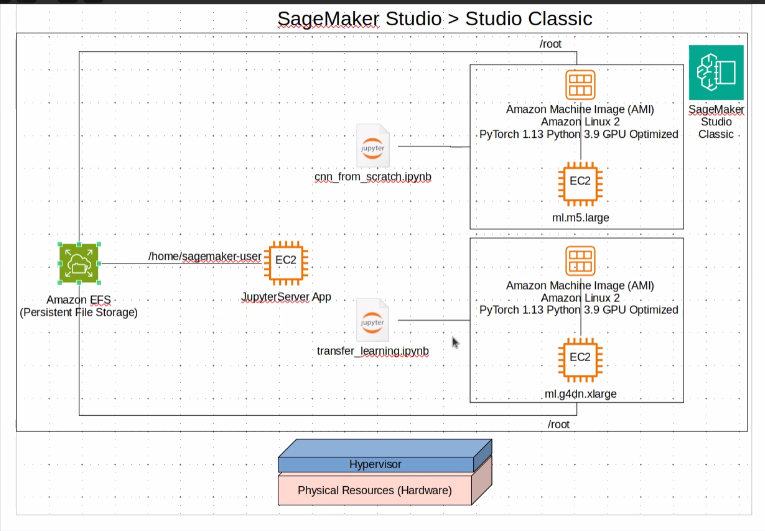 SageMaker Studio > Studio Classic
/root
SageMaker
Studio
Classic
Amazon Machine Image (AMI)
Amazon Linux 2
PyTorch 1.13 Python 3.9 GPU Optimized
jupyter
cnn_from_scratch.ipynb
EC2
ml.m5.large
/home/sagemaker-user
EC2
Amazon EFS
(Persistent File Storage)
JupyterServer App
Amazon Machine Image (AMI)
Amazon Linux 2
PyTorch 1.13 Python 3.9 GPU Optimized
jupyter
transfer_learning.ipynb
EC2
ml.g4dn.xlarge
/root
Hypervisor
Physical Resources (Hardware)